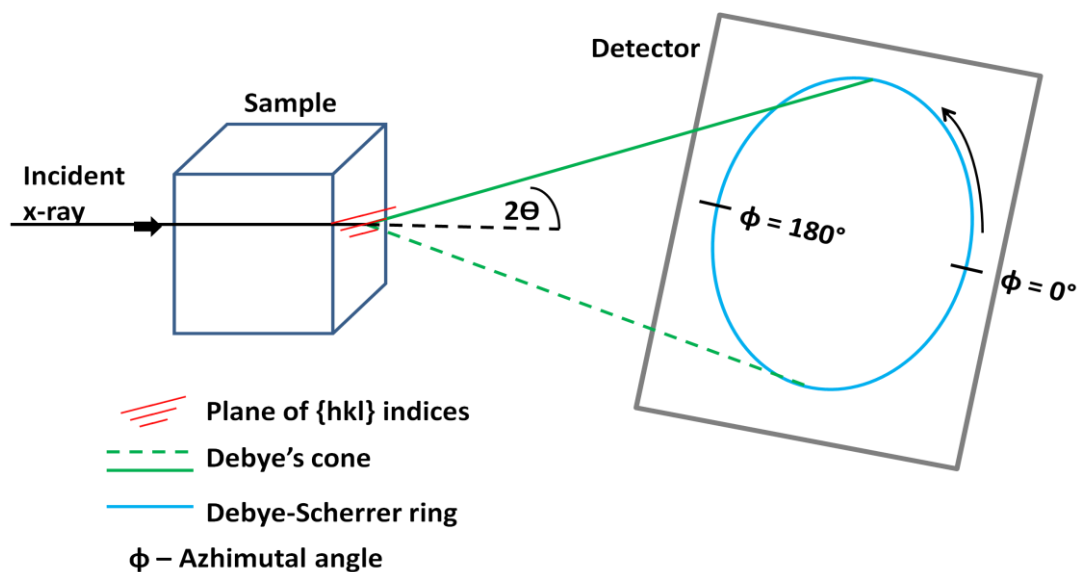 Detector
Sample
Incident
x-ray
2Θ
ϕ = 180°
ϕ = 0°
Plane of {hkl} indices
Debye's cone
Debye-Scherrer ring
ϕ – Azhimutal angle